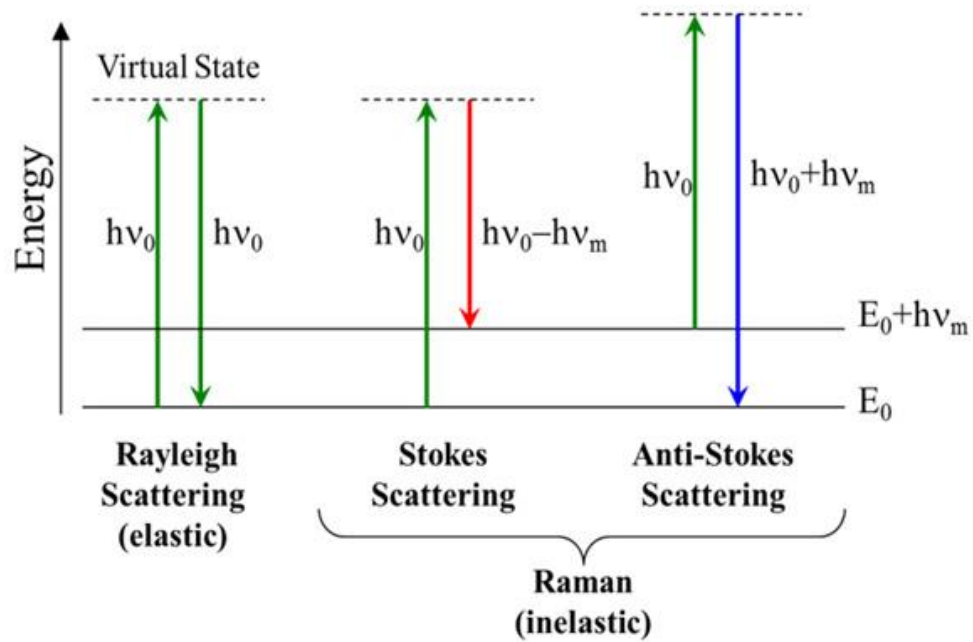 Energy
Virtual State
hν₀
hν₀
hν₀
hν₀–hνₘ
hν₀
hν₀+hνₘ
E₀+hνₘ
E₀
Rayleigh
Scattering
(elastic)
Stokes
Scattering
Anti-Stokes
Scattering
Raman
(inelastic)